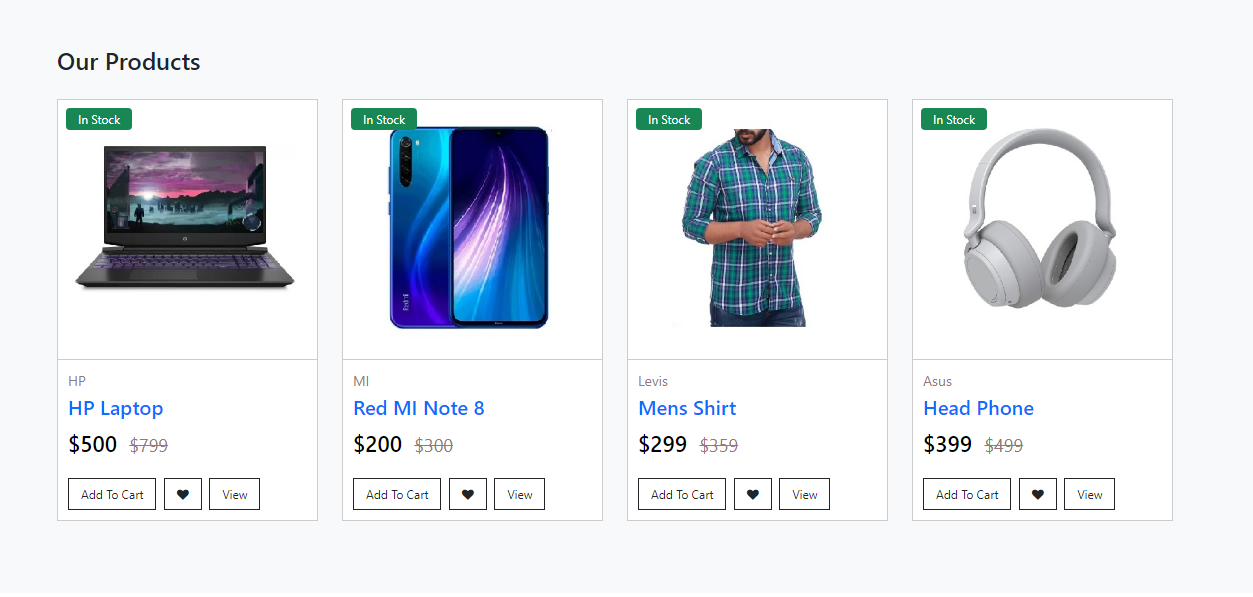 Our Products
In Stock
HP
HP Laptop
$500 $799
Add To Cart View
In Stock
Redmi
MI
Red MI Note 8
$200 $300
Add To Cart View
In Stock
Levis
Mens Shirt
$299 $359
Add To Cart View
In Stock
Asus
Head Phone
$399 $499
Add To Cart View